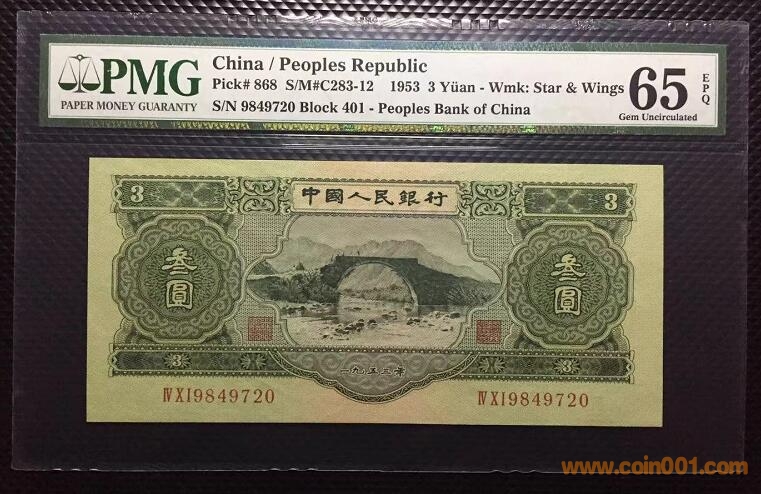 PMG
PAPER MONEY GUARANTY
China / Peoples Republic
Pick# 868 S/M#C283-12 1953 3 Yüan - Wmk: Star & Wings
S/N 9849720 Block 401 - Peoples Bank of China
65 EPQ
Gem Uncirculated
3 中國人民銀行 3
叁圓 叁圓
3 一九五三年 3
ⅣⅩⅠ9849720 ⅣⅩⅠ9849720
www.coin001.com